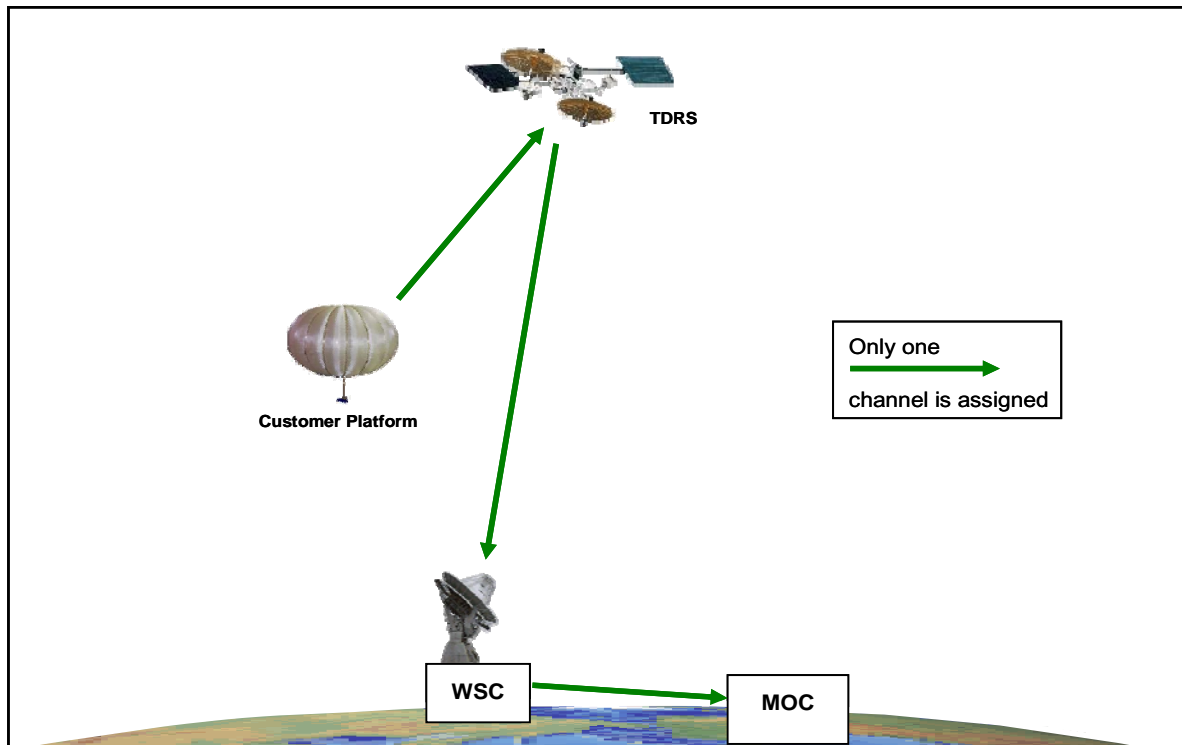 TDRS
Customer Platform
Only one
channel is assigned
WSC
MOC